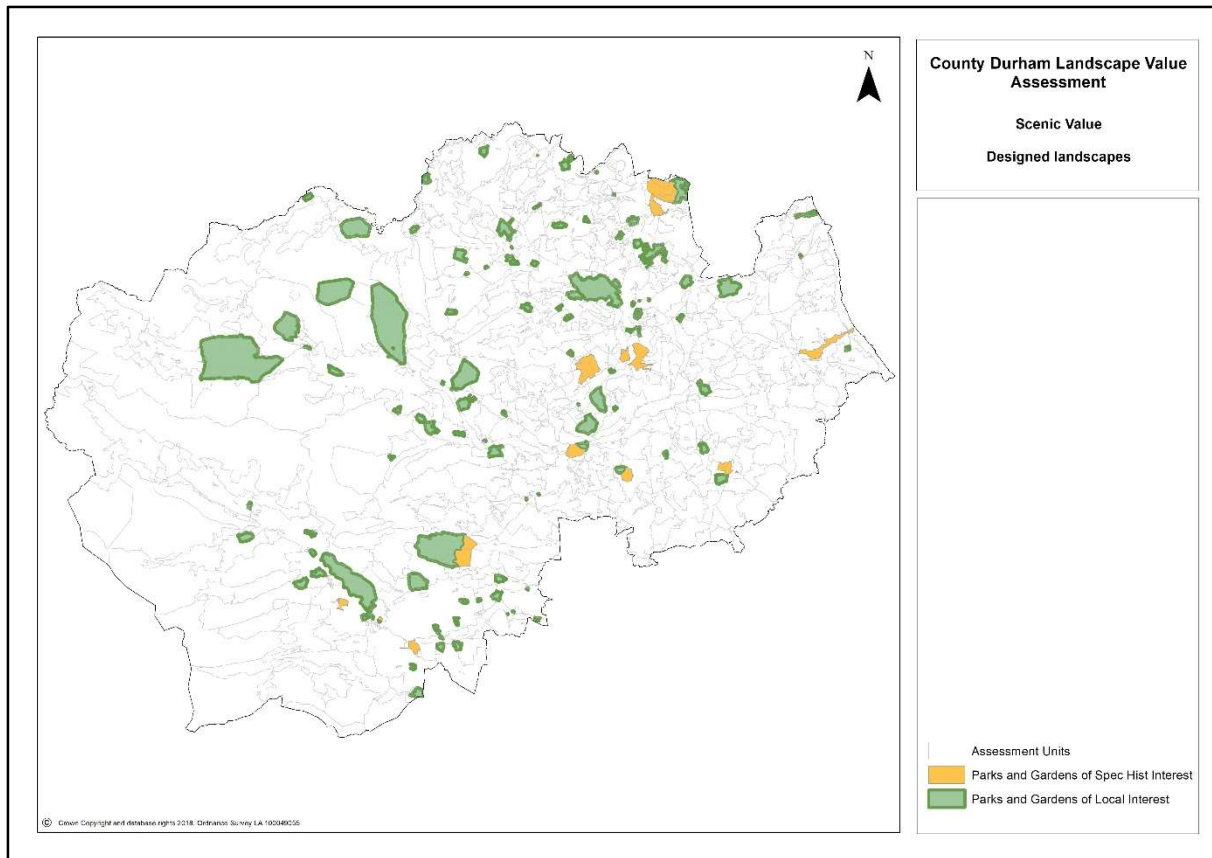 N
County Durham Landscape Value
Assessment
Scenic Value
Designed landscapes
Assessment Units
Parks and Gardens of Spec Hist Interest
Parks and Gardens of Local Interest
© Crown Copyright and database rights 2018. Ordnance Survey LA 100049055